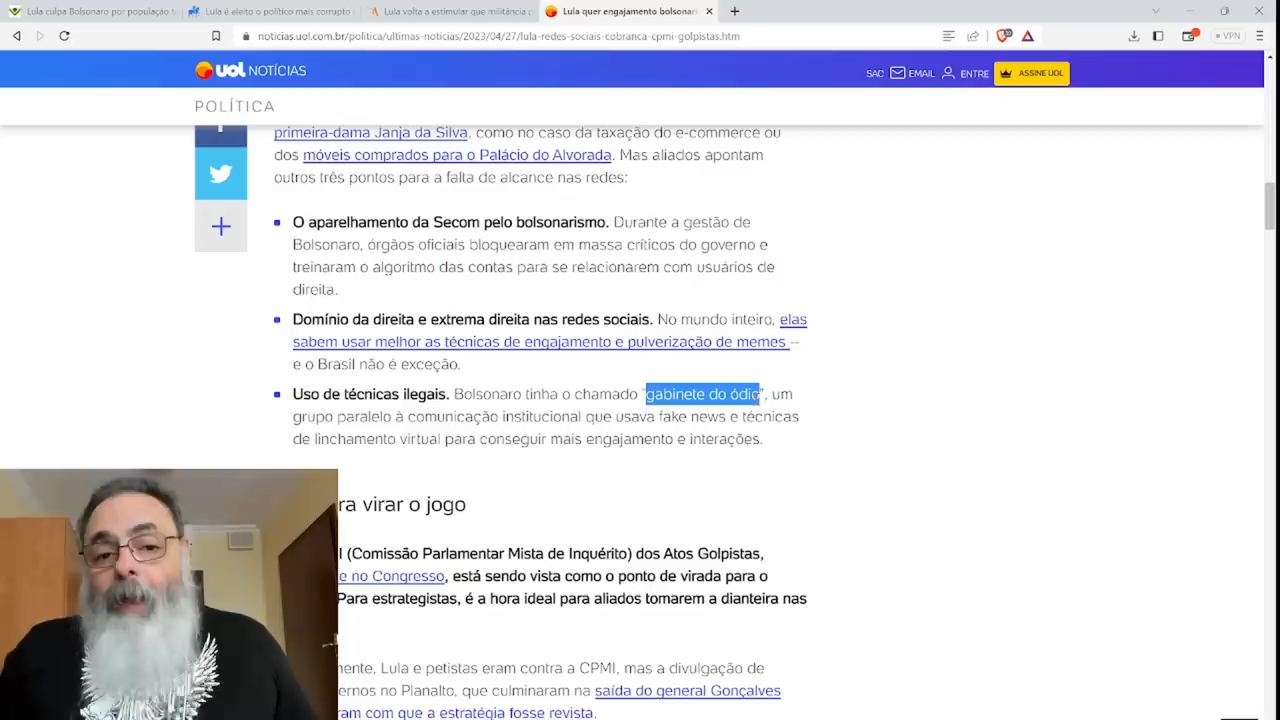 Lula culpa Bolsonaro por população
Lula é eleito o político mais corrupto
Lula volta a estimular que militância
Lula quer engajamento bolsonari
noticias.uol.com.br/politica/ultimas-noticias/2023/04/27/lula-redes-sociais-cobranca-cpmi-golpistas.htm
VPN
uol NOTÍCIAS
SAC EMAIL ENTRE ASSINE UOL
POLÍTICA
primeira-dama Janja da Silva, como no caso da taxação do e-commerce ou
dos móveis comprados para o Palácio do Alvorada. Mas aliados apontam
outros três pontos para a falta de alcance nas redes:
O aparelhamento da Secom pelo bolsonarismo. Durante a gestão de
Bolsonaro, órgãos oficiais bloquearam em massa críticos do governo e
treinaram o algoritmo das contas para se relacionarem com usuários de
direita.
Domínio da direita e extrema direita nas redes sociais. No mundo inteiro, elas
sabem usar melhor as técnicas de engajamento e pulverização de memes --
e o Brasil não é exceção.
Uso de técnicas ilegais. Bolsonaro tinha o chamado "gabinete do ódio", um
grupo paralelo à comunicação institucional que usava fake news e técnicas
de linchamento virtual para conseguir mais engajamento e interações.
ra virar o jogo
I (Comissão Parlamentar Mista de Inquérito) dos Atos Golpistas,
e no Congresso, está sendo vista como o ponto de virada para o
Para estrategistas, é a hora ideal para aliados tomarem a dianteira nas
nente, Lula e petistas eram contra a CPMI, mas a divulgação de
ernos no Planalto, que culminaram na saída do general Gonçalves
ram com que a estratégia fosse revista.